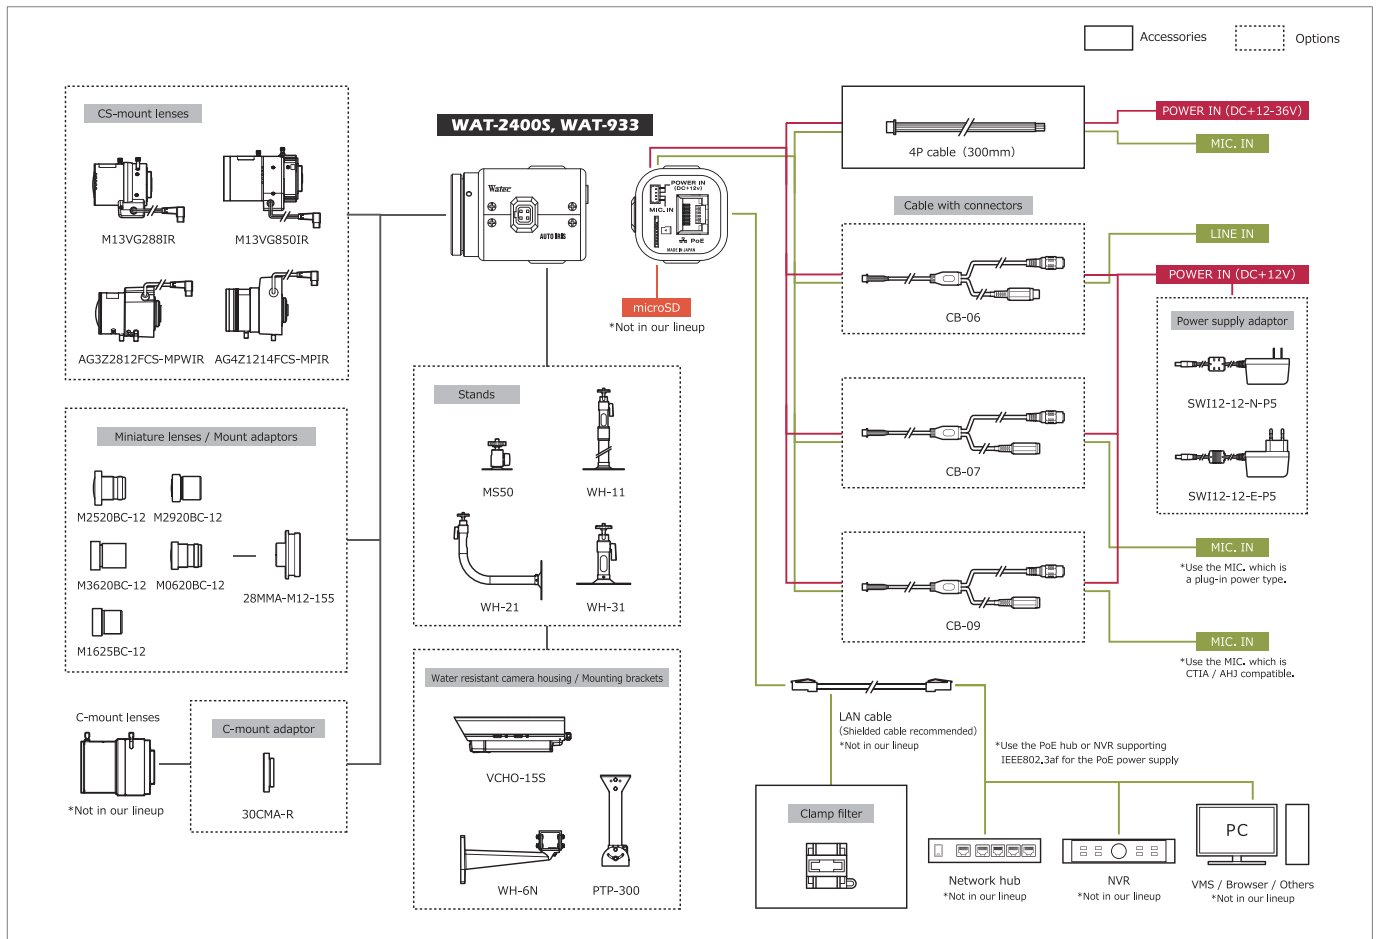 Accessories
Options
CS-mount lenses
M13VG288IR
M13VG850IR
AG3Z2812FCS-MPWIR
AG4Z1214FCS-MPIR
Miniature lenses / Mount adaptors
M2520BC-12
M2920BC-12
M3620BC-12
M0620BC-12
28MMA-M12-155
M1625BC-12
C-mount lenses
*Not in our lineup
C-mount adaptor
30CMA-R
WAT-2400S, WAT-933
Watec
AUTO IRIS
POWER IN
(DC+12V)
MIC. IN
PoE
MADE IN JAPAN
microSD
*Not in our lineup
Stands
MS50
WH-11
WH-21
WH-31
Water resistant camera housing / Mounting brackets
VCHO-15S
WH-6N
PTP-300
4P cable (300mm)
POWER IN (DC+12-36V)
MIC. IN
Cable with connectors
CB-06
CB-07
CB-09
LINE IN
POWER IN (DC+12V)
Power supply adaptor
SWI12-12-N-P5
SWI12-12-E-P5
MIC. IN
*Use the MIC. which is
a plug-in power type.
MIC. IN
*Use the MIC. which is
CTIA / AHJ compatible.
LAN cable
(Shielded cable recommended)
*Not in our lineup
*Use the PoE hub or NVR supporting
IEEE802.3af for the PoE power supply
Clamp filter
Network hub
*Not in our lineup
NVR
*Not in our lineup
PC
VMS / Browser / Others
*Not in our lineup